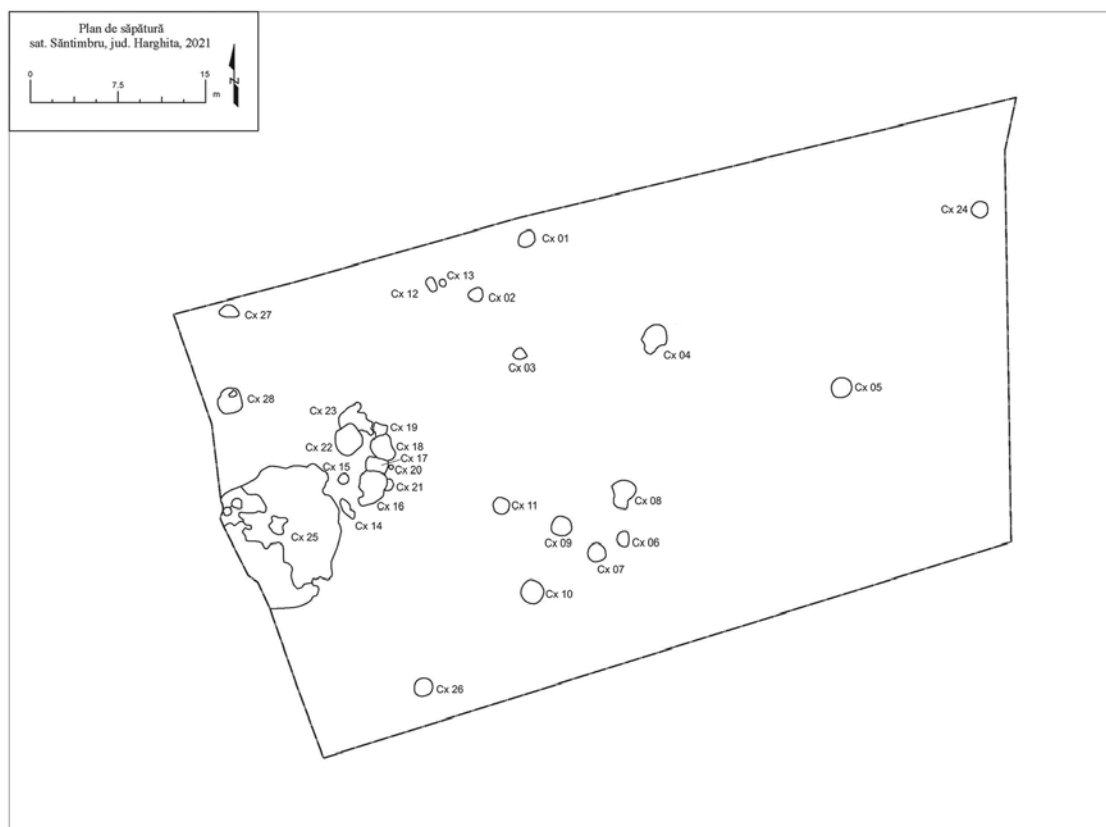 Plan de săpătură
sat. Sântimbru, jud. Harghita, 2021
0
15
7.5
m
N
Cx 24
Cx 01
Cx 13
Cx 12
Cx 02
Cx 27
Cx 04
Cx 03
Cx 05
Cx 28
Cx 23
Cx 19
Cx 22
Cx 18
Cx 17
Cx 15
Cx 20
Cx 21
Cx 16
Cx 14
Cx 08
Cx 11
Cx 25
Cx 09
Cx 06
Cx 07
Cx 10
Cx 26